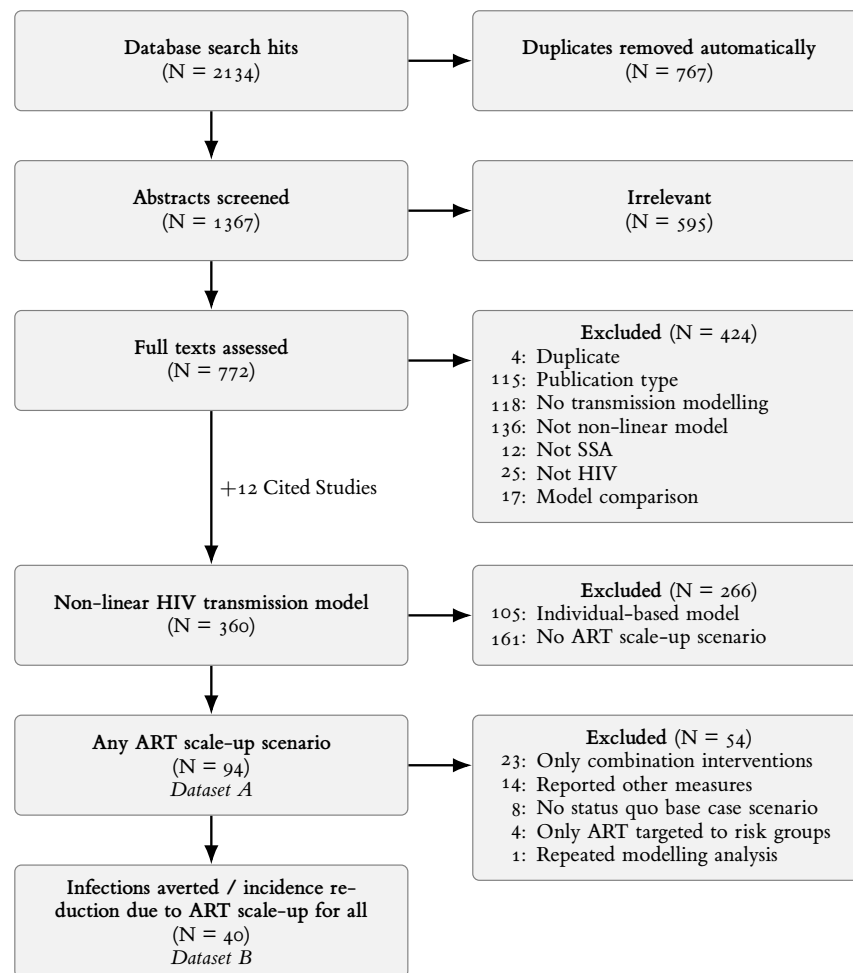 Database search hits
(N = 2134)
Duplicates removed automatically
(N = 767)
Abstracts screened
(N = 1367)
Irrelevant
(N = 595)
Full texts assessed
(N = 772)
Excluded (N = 424)
4: Duplicate
115: Publication type
118: No transmission modelling
136: Not non-linear model
12: Not SSA
25: Not HIV
17: Model comparison
+12 Cited Studies
Non-linear HIV transmission model
(N = 360)
Excluded (N = 266)
105: Individual-based model
161: No ART scale-up scenario
Any ART scale-up scenario
(N = 94)
Dataset A
Excluded (N = 54)
23: Only combination interventions
14: Reported other measures
8: No status quo base case scenario
4: Only ART targeted to risk groups
1: Repeated modelling analysis
Infections averted / incidence re-
duction due to ART scale-up for all
(N = 40)
Dataset B